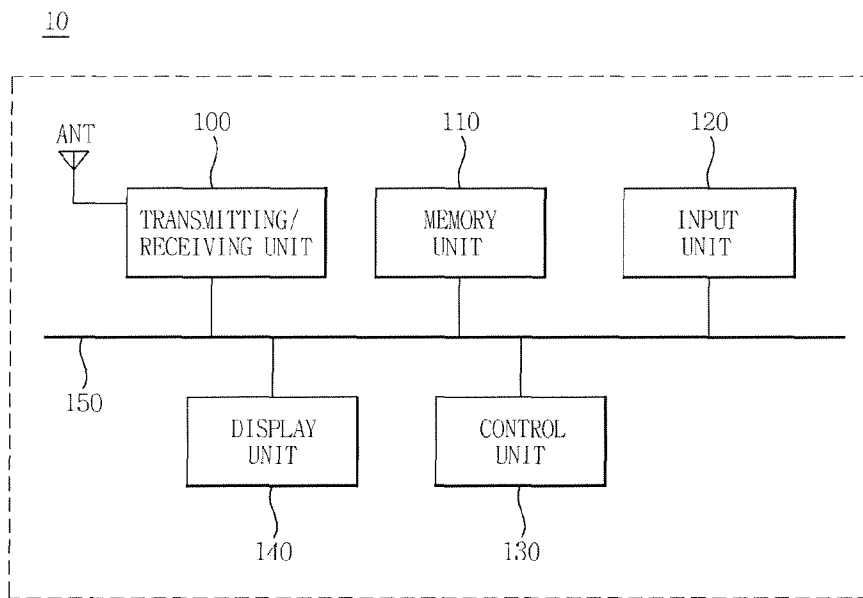 10
ANT
100
TRANSMITTING/
RECEIVING UNIT
110
MEMORY
UNIT
120
INPUT
UNIT
150
DISPLAY
UNIT
140
CONTROL
UNIT
130